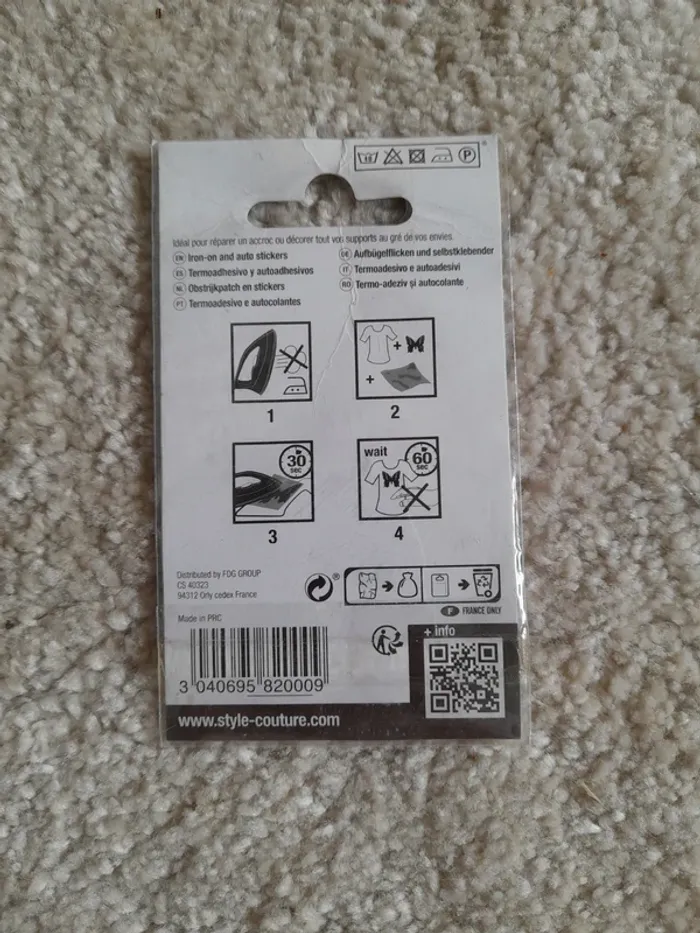 P
Idéal pour réparer un accroc ou décorer tout vos supports au gré de vos envies.
EN Iron-on and auto stickers
ES Termoadhesivo y autoadhesivos
NL Obstrijkpatch en stickers
PT Termoadesivo e autocolantes
DE Aufbügelflicken und selbstklebender
IT Termoadesivo e autoadesivi
RO Termo-adeziv și autocolante
1
+
+
2
30
sec
3
wait
60
sec
4
Distributed by FDG GROUP
CS 40323
94312 Orly cedex France
®
F FRANCE ONLY
Made in PRC
+ info
3 040695 820009
www.style-couture.com